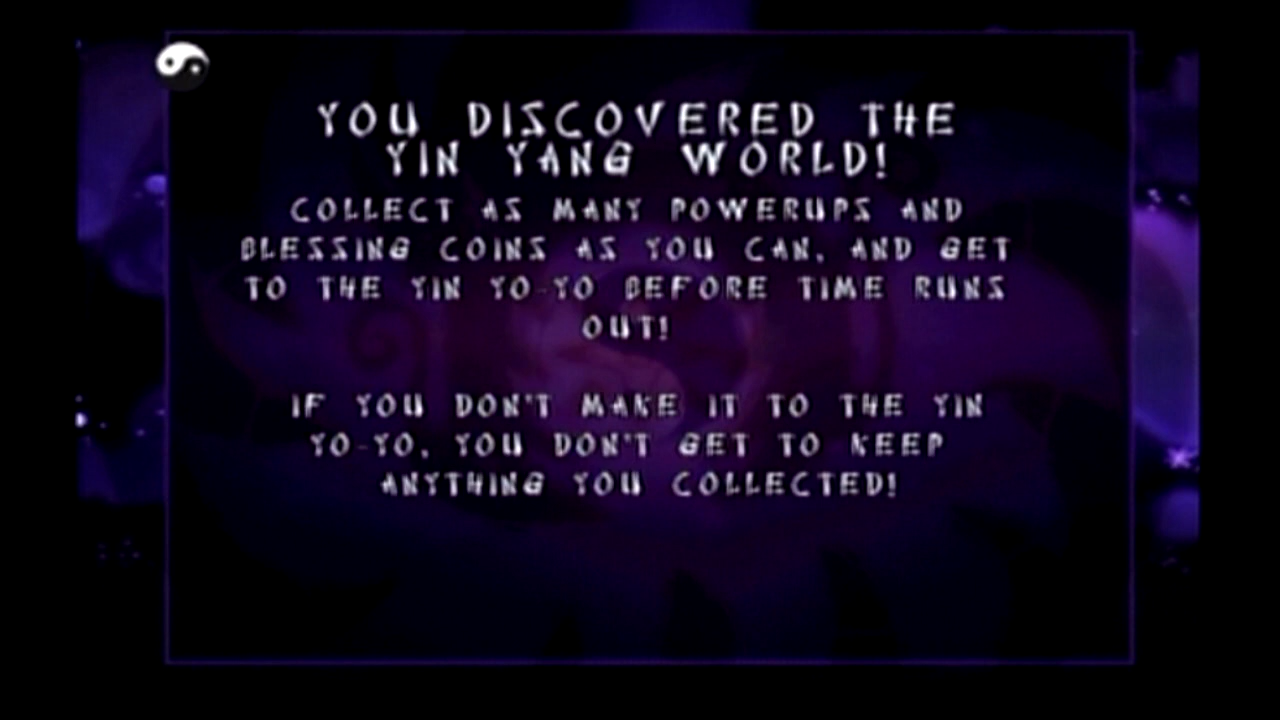 YOU DISCOVERED THE
YIN YANG WORLD!
COLLECT AS MANY POWERUPS AND
BLESSING COINS AS YOU CAN, AND GET
TO THE YIN YO-YO BEFORE TIME RUNS
OUT!
IF YOU DON'T MAKE IT TO THE YIN
YO-YO, YOU DON'T GET TO KEEP
ANYTHING YOU COLLECTED!